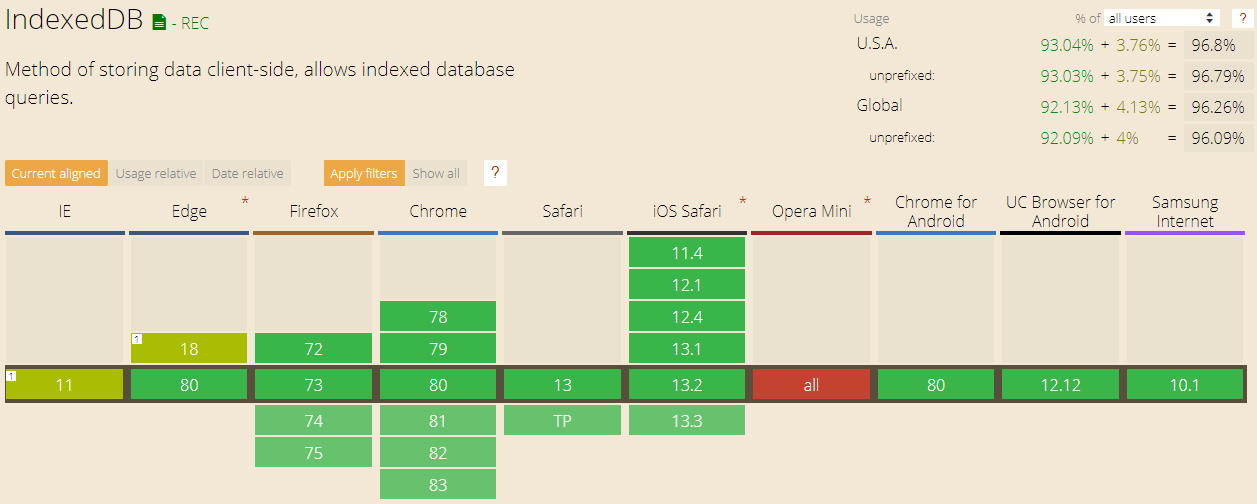 IndexedDB - REC
Usage % of all users ?
U.S.A. 93.04% + 3.76% = 96.8%
Method of storing data client-side, allows indexed database
queries.
unprefixed: 93.03% + 3.75% = 96.79%
Global 92.13% + 4.13% = 96.26%
unprefixed: 92.09% + 4% = 96.09%
Current aligned Usage relative Date relative Apply filters Show all ?
IE Edge * Firefox Chrome Safari iOS Safari * Opera Mini * Chrome for Android UC Browser for Android Samsung Internet
11.4
12.1
78 12.4
1 18 72 79 13.1
1 11 80 73 80 13 13.2 all 80 12.12 10.1
74 81 TP 13.3
75 82
83